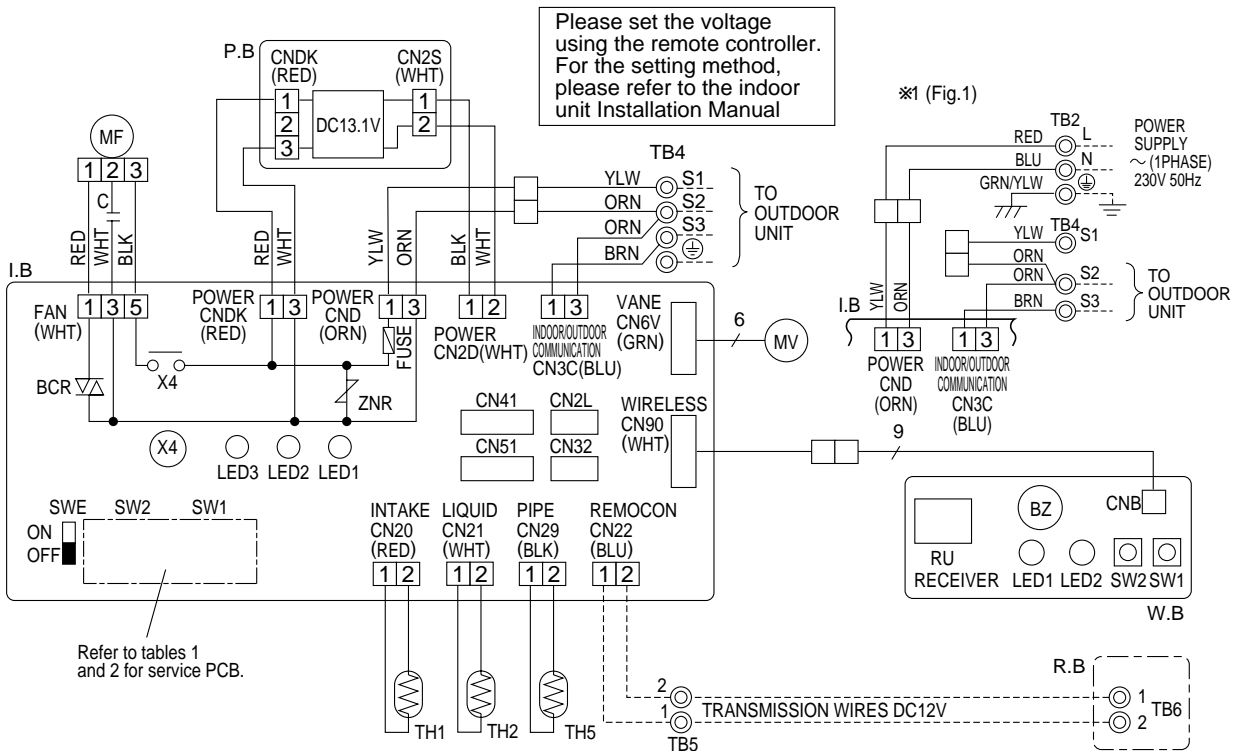 Please set the voltage
using the remote controller.
For the setting method,
please refer to the indoor
unit Installation Manual
P.B
CNDK
(RED)
CN2S
(WHT)
1
2
3
DC13.1V
1
2
MF
1 2 3
C
RED
WHT
BLK
RED
WHT
YLW
ORN
BLK
WHT
TB4
YLW
S1
ORN
S2
ORN
S3
BRN
TO
OUTDOOR
UNIT
※1 (Fig.1)
TB2
RED
L
BLU
N
GRN/YLW
POWER
SUPPLY
~ (1PHASE)
230V 50Hz
YLW
TB4
S1
ORN
ORN
S2
BRN
S3
TO
OUTDOOR
UNIT
YLW
ORN
I.B
1 3
1 3
POWER
CND
(ORN)
INDOOR/OUTDOOR
COMMUNICATION
CN3C
(BLU)
I.B
FAN
(WHT)
1 3 5
POWER
CNDK
(RED)
1 3
POWER
CND
(ORN)
1 3
FUSE
1 2
POWER
CN2D(WHT)
1 3
INDOOR/OUTDOOR
COMMUNICATION
CN3C(BLU)
VANE
CN6V
(GRN)
6
MV
BCR
X4
ZNR
X4
LED3
LED2
LED1
CN41
CN2L
CN51
CN32
WIRELESS
CN90
(WHT)
9
SWE
SW2
SW1
ON
OFF
INTAKE
CN20
(RED)
1 2
LIQUID
CN21
(WHT)
1 2
PIPE
CN29
(BLK)
1 2
REMOCON
CN22
(BLU)
1 2
CNB
BZ
RU
RECEIVER
LED1
LED2
SW2
SW1
W.B
Refer to tables 1
and 2 for service PCB.
TH1
TH2
TH5
2
1
TB5
TRANSMISSION WIRES DC12V
R.B
1
2
TB6